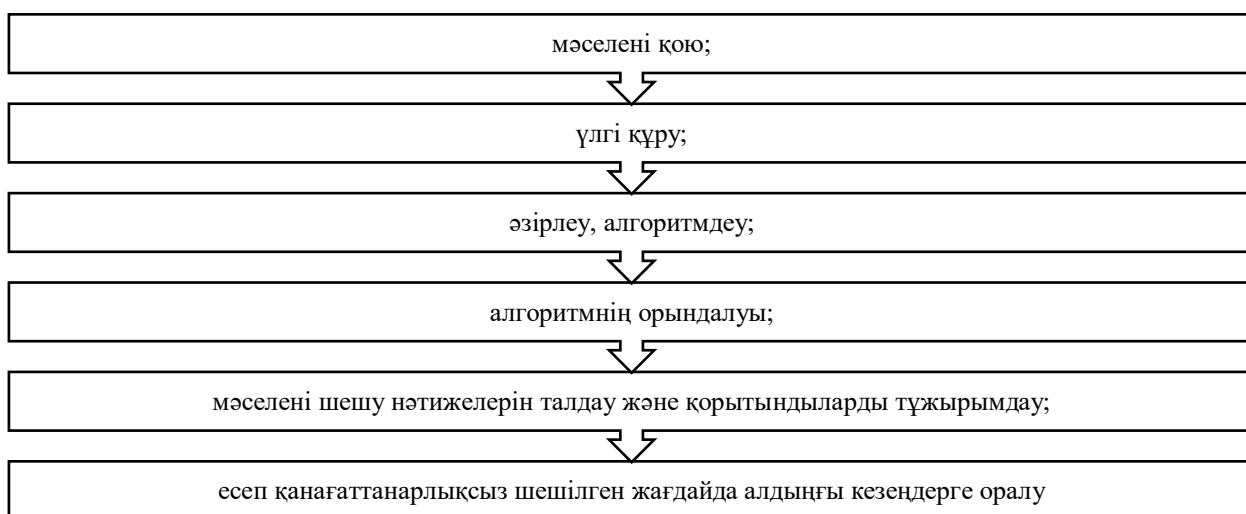 мәселені қою;
үлгі құру;
әзірлеу, алгоритмдеу;
алгоритмнің орындалуы;
мәселені шешу нәтижелерін талдау және қорытындыларды тұжырымдау;
есеп қанағаттанарлықсыз шешілген жағдайда алдыңғы кезеңдерге оралу